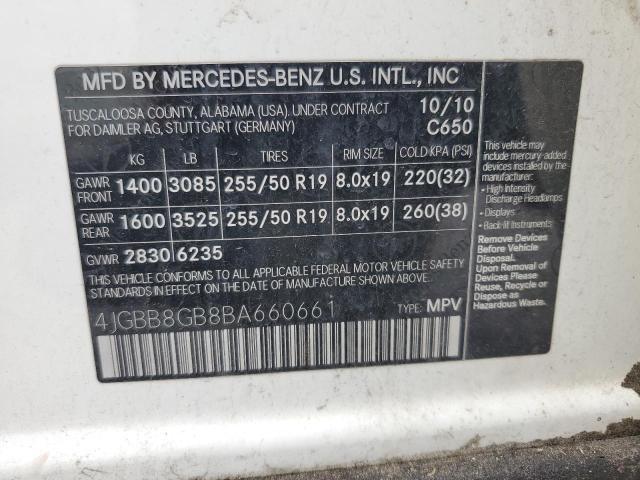 MFD BY MERCEDES-BENZ U.S. INTL., INC
TUSCALOOSA COUNTY, ALABAMA (USA). UNDER CONTRACT 10/10
FOR DAIMLER AG, STUTTGART (GERMANY) C650
KG LB TIRES RIM SIZE COLD KPA (PSI)
GAWR FRONT 1400 3085 255/50 R19 8.0x19 220(32)
GAWR REAR 1600 3525 255/50 R19 8.0x19 260(38)
GVWR 2830 6235
THIS VEHICLE CONFORMS TO ALL APPLICABLE FEDERAL MOTOR VEHICLE SAFETY
STANDARDS IN EFFECT ON THE DATE OF MANUFACTURE SHOWN ABOVE.
4JGBB8GB8BA660661 TYPE: MPV
This vehicle may
include mercury-added
devices installed by the
manufacturer:
- High Intensity
Discharge Headlamps
- Displays
- Back-lit Instruments
Remove Devices
Before Vehicle
Disposal.
Upon Removal of
Devices Please
Reuse, Recycle or
Dispose as
Hazardous Waste.